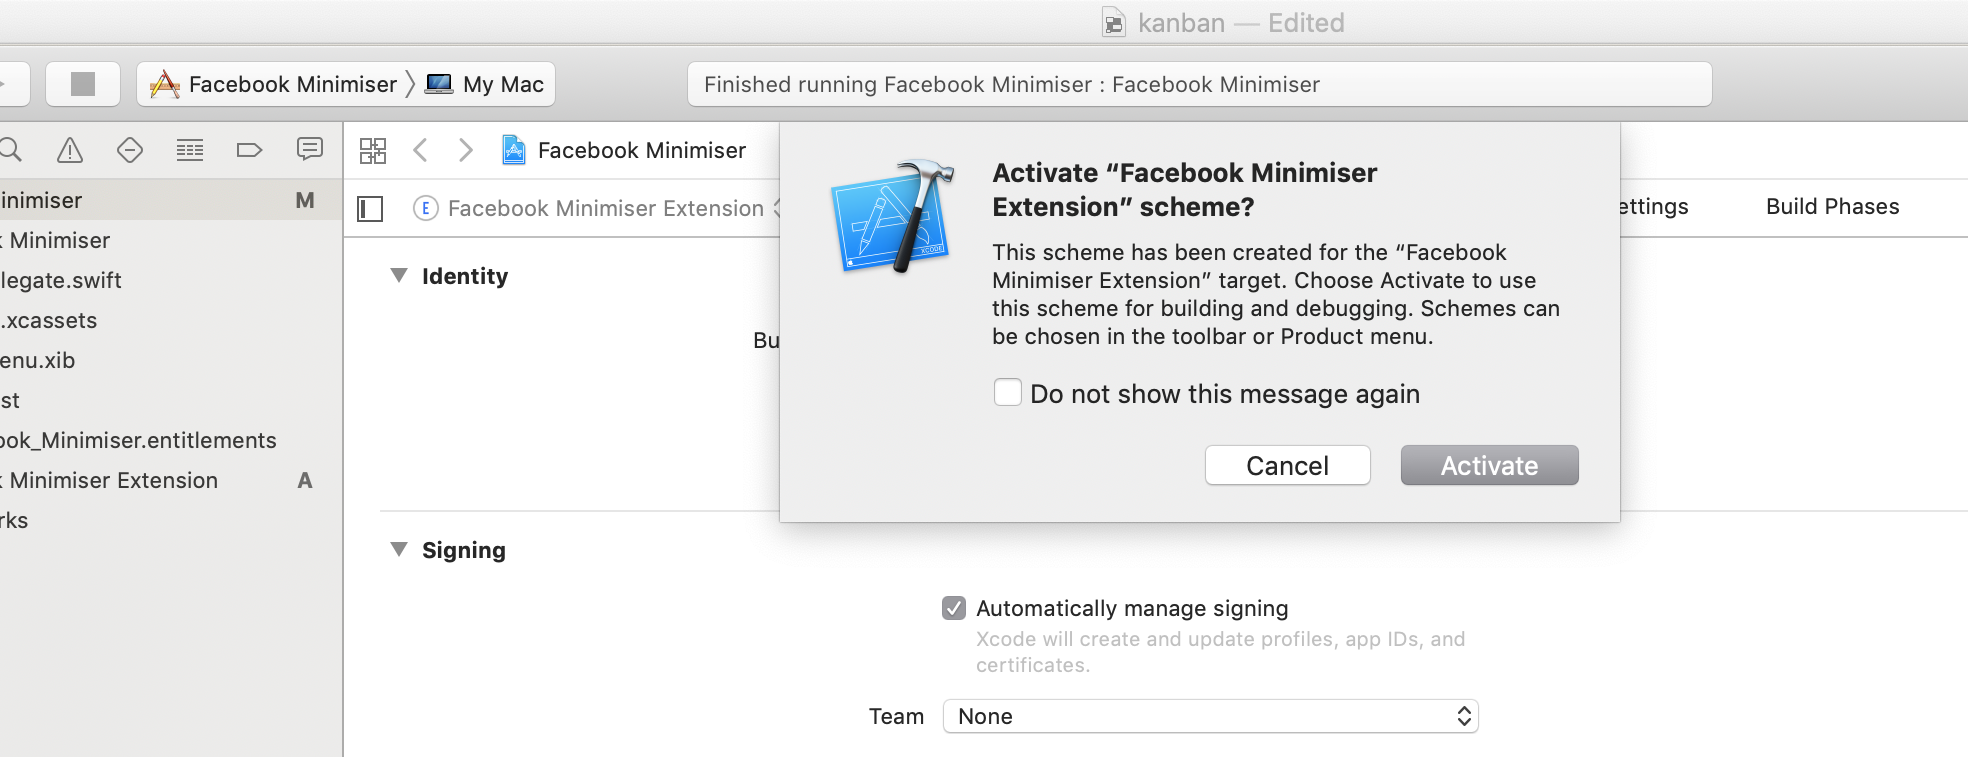 kanban — Edited
Facebook Minimiser 〉 My Mac
Finished running Facebook Minimiser : Facebook Minimiser
Facebook Minimiser
inimiser M
Minimiser
legate.swift
.xcassets
enu.xib
st
ook_Minimiser.entitlements
Minimiser Extension A
rks
E Facebook Minimiser Extension
ettings
Build Phases
Identity
Bu
Activate “Facebook Minimiser
Extension” scheme?
This scheme has been created for the “Facebook
Minimiser Extension” target. Choose Activate to use
this scheme for building and debugging. Schemes can
be chosen in the toolbar or Product menu.
Do not show this message again
Cancel
Activate
Signing
Automatically manage signing
Xcode will create and update profiles, app IDs, and
certificates.
Team None